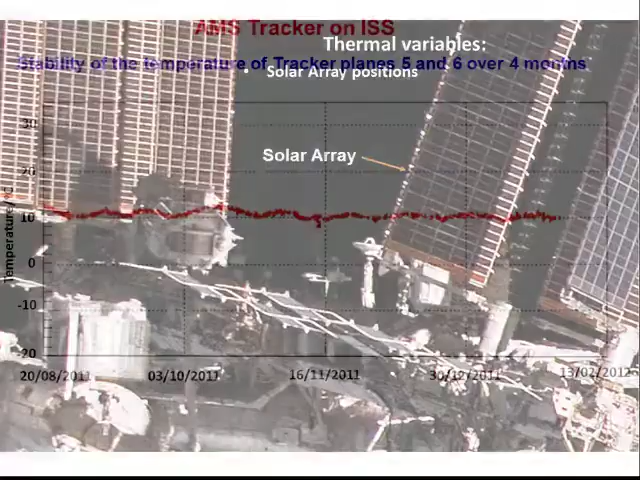 AMS Tracker on ISS
Thermal variables:
Stability of the temperature of Tracker planes 5 and 6 over 4 months
• Solar Array positions
30
20
Solar Array
10
Temperature/°C
0
-10
-20
20/08/2011 03/10/2011 16/11/2011 30/12/2011 13/02/2012